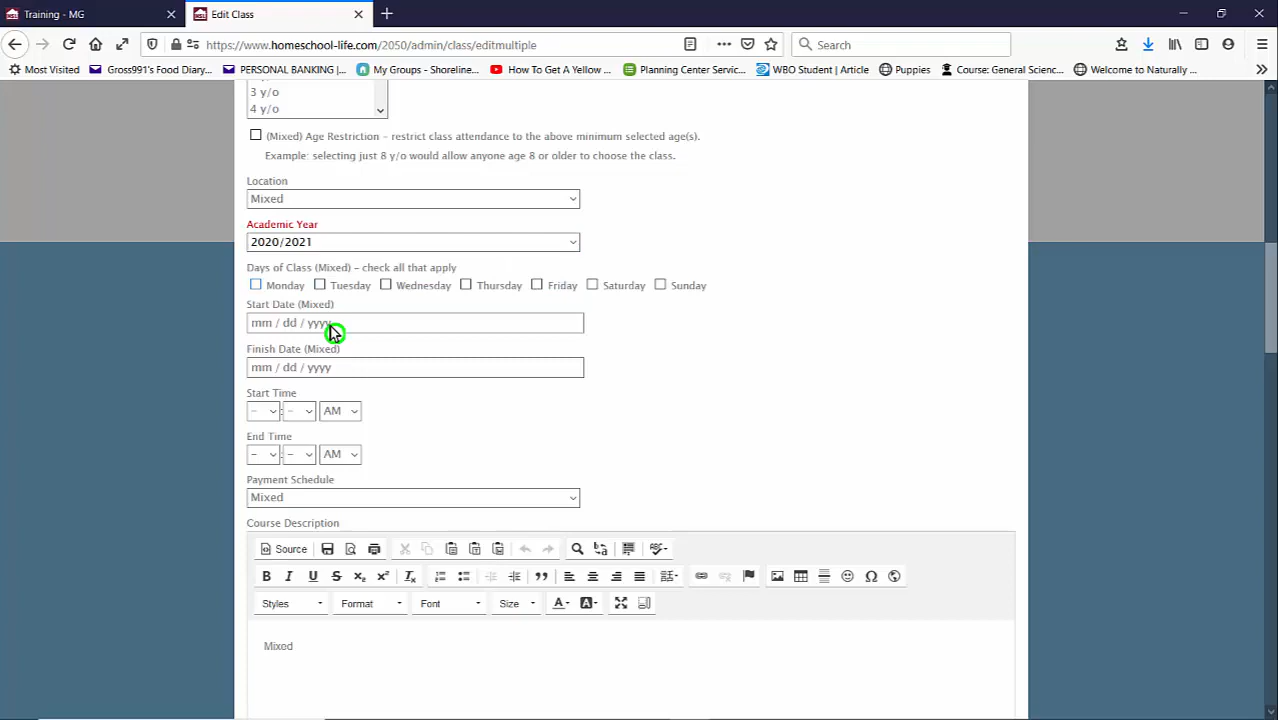 Training - MG
Edit Class
https://www.homeschool-life.com/2050/admin/class/editmultiple
Search
Most Visited
Gross991's Food Diary...
PERSONAL BANKING |...
My Groups - Shoreline...
How To Get A Yellow ...
Planning Center Servic...
WBO Student | Article
Puppies
Course: General Scienc...
Welcome to Naturally ...
3 y/o
4 y/o
(Mixed) Age Restriction - restrict class attendance to the above minimum selected age(s).
Example: selecting just 8 y/o would allow anyone age 8 or older to choose the class.
Location
Mixed
Academic Year
2020/2021
Days of Class (Mixed) - check all that apply
Monday Tuesday Wednesday Thursday Friday Saturday Sunday
Start Date (Mixed)
mm / dd / yyyy
Finish Date (Mixed)
mm / dd / yyyy
Start Time
- : - AM
End Time
- : - AM
Payment Schedule
Mixed
Course Description
Source
Styles Format Font Size
Mixed